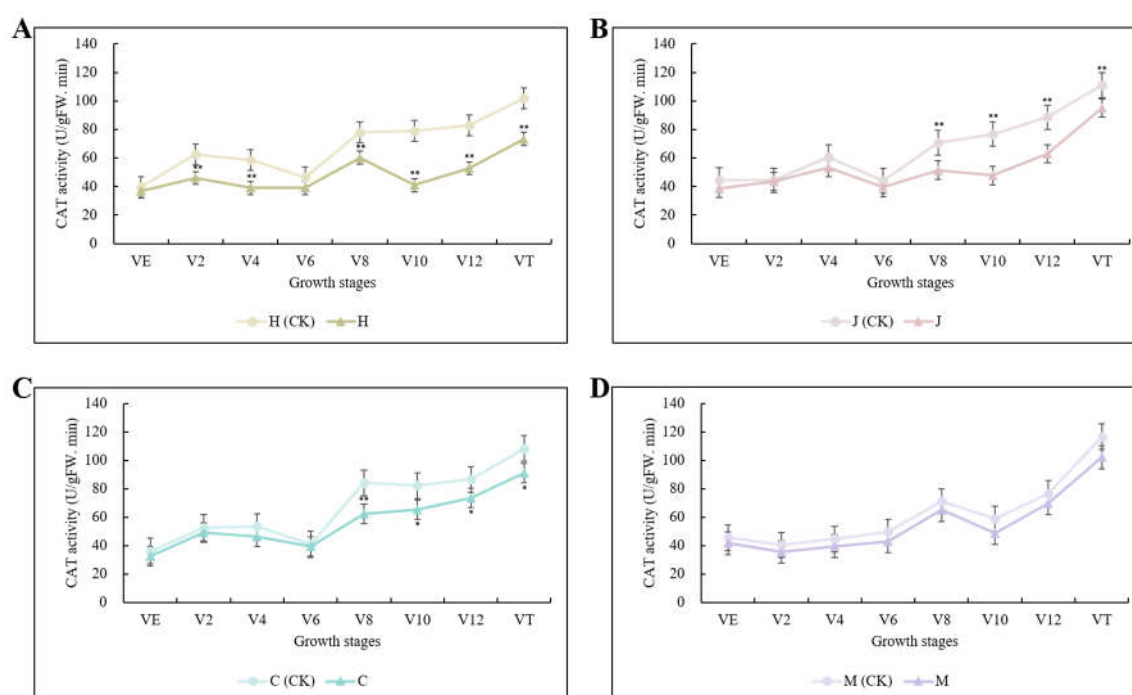 A
CAT activity (U/gFW. min)
140
120
100
80
60
40
20
0
** ** ** ** ** **
VE V2 V4 V6 V8 V10 V12 VT
Growth stages
H (CK) H
B
CAT activity (U/gFW. min)
140
120
100
80
60
40
20
0
** ** ** **
VE V2 V4 V6 V8 V10 V12 VT
Growth stages
J (CK) J
C
CAT activity (U/gFW. min)
140
120
100
80
60
40
20
0
** * * *
VE V2 V4 V6 V8 V10 V12 VT
Growth stages
C (CK) C
D
CAT activity (U/gFW. min)
140
120
100
80
60
40
20
0
VE V2 V4 V6 V8 V10 V12 VT
Growth stages
M (CK) M